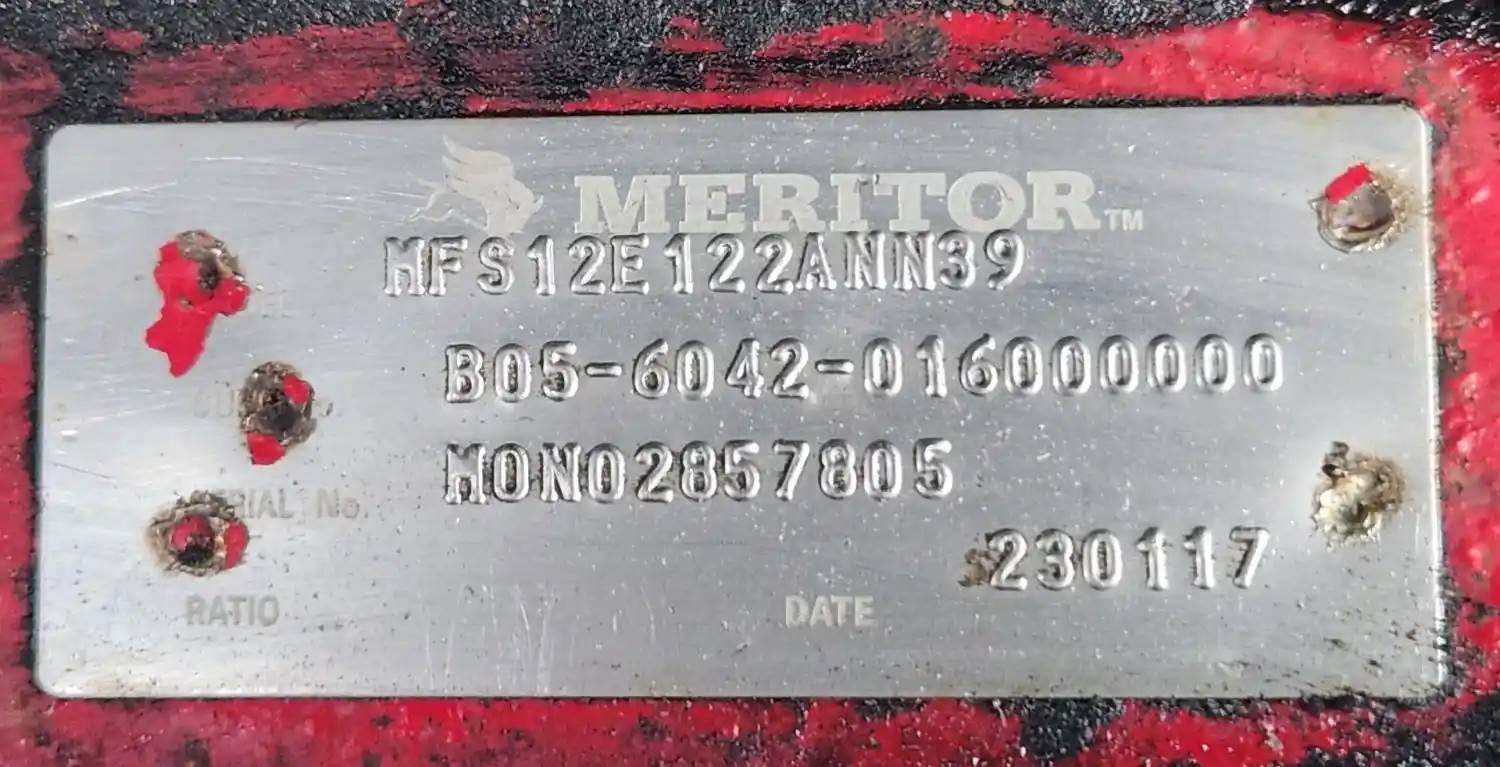 MERITOR™
MFS12E122ANN39
B05-6042-016000000
MON02857805
SERIAL No.
230117
RATIO DATE